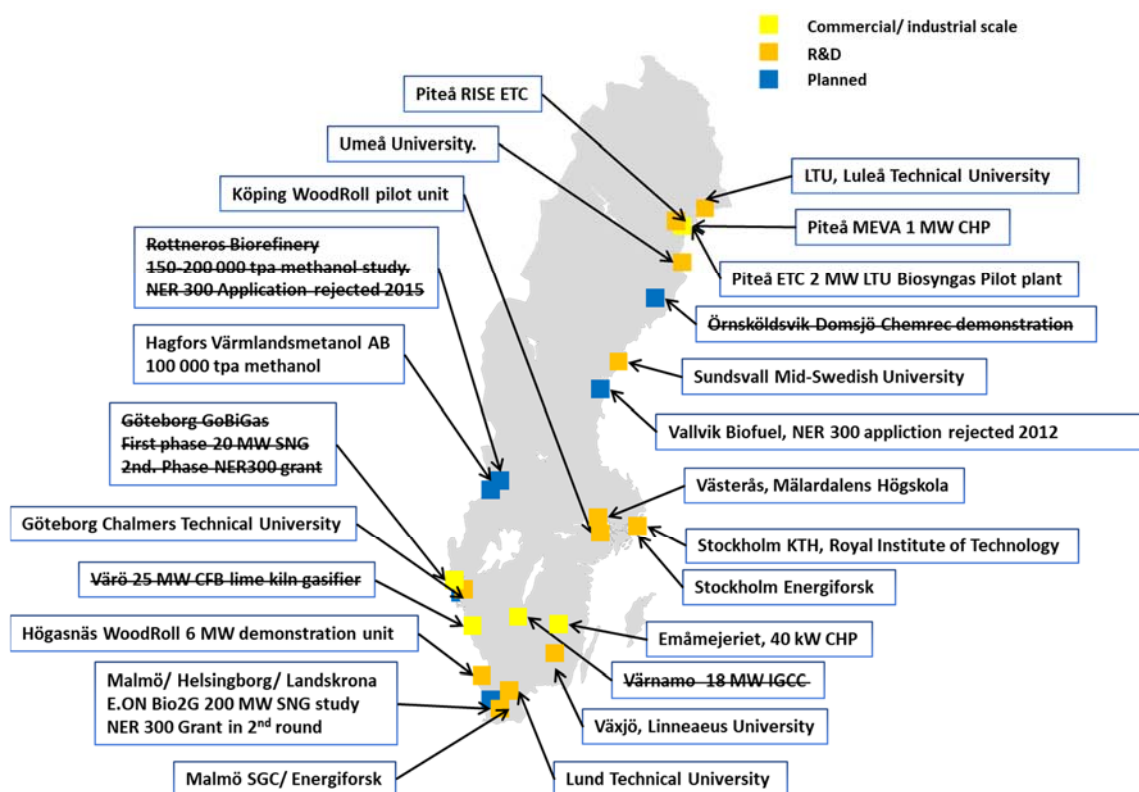 Commercial/ industrial scale
R&D
Planned
Piteå RISE ETC
Umeå University.
Köping WoodRoll pilot unit
Rottneros Biorefinery
150-200 000 tpa methanol study.
NER 300 Application rejected 2015
Hagfors Värmlandsmetanol AB
100 000 tpa methanol
Göteborg GoBiGas
First phase 20 MW SNG
2nd. Phase NER300 grant
Göteborg Chalmers Technical University
Värö 25 MW CFB lime kiln gasifier
Högasnäs WoodRoll 6 MW demonstration unit
Malmö/ Helsingborg/ Landskrona
E.ON Bio2G 200 MW SNG study
NER 300 Grant in 2nd round
Malmö SGC/ Energiforsk
LTU, Luleå Technical University
Piteå MEVA 1 MW CHP
Piteå ETC 2 MW LTU Biosyngas Pilot plant
Örnsköldsvik Domsjö Chemrec demonstration
Sundsvall Mid-Swedish University
Vallvik Biofuel, NER 300 appliction rejected 2012
Västerås, Mälardalens Högskola
Stockholm KTH, Royal Institute of Technology
Stockholm Energiforsk
Emåmejeriet, 40 kW CHP
Värnamo 18 MW IGCC
Växjö, Linneaeus University
Lund Technical University